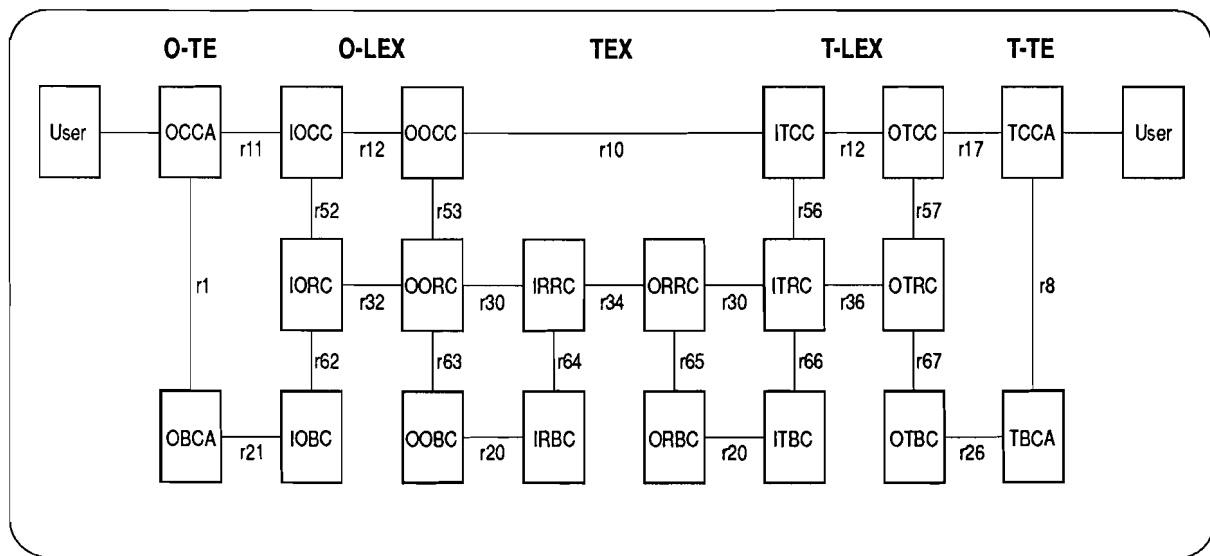 O-TE O-LEX TEX T-LEX T-TE
User OCCA IOCC OOCC ITCC OTCC TCCA User
r11 r12 r10 r12 r17
r52 r53 r56 r57
r1 IORC OORC IRRC ORRC ITRC OTRC r8
r32 r30 r34 r30 r36
r62 r63 r64 r65 r66 r67
OBCA IOBC OOBC IRBC ORBC ITBC OTBC TBCA
r21 r20 r20 r26